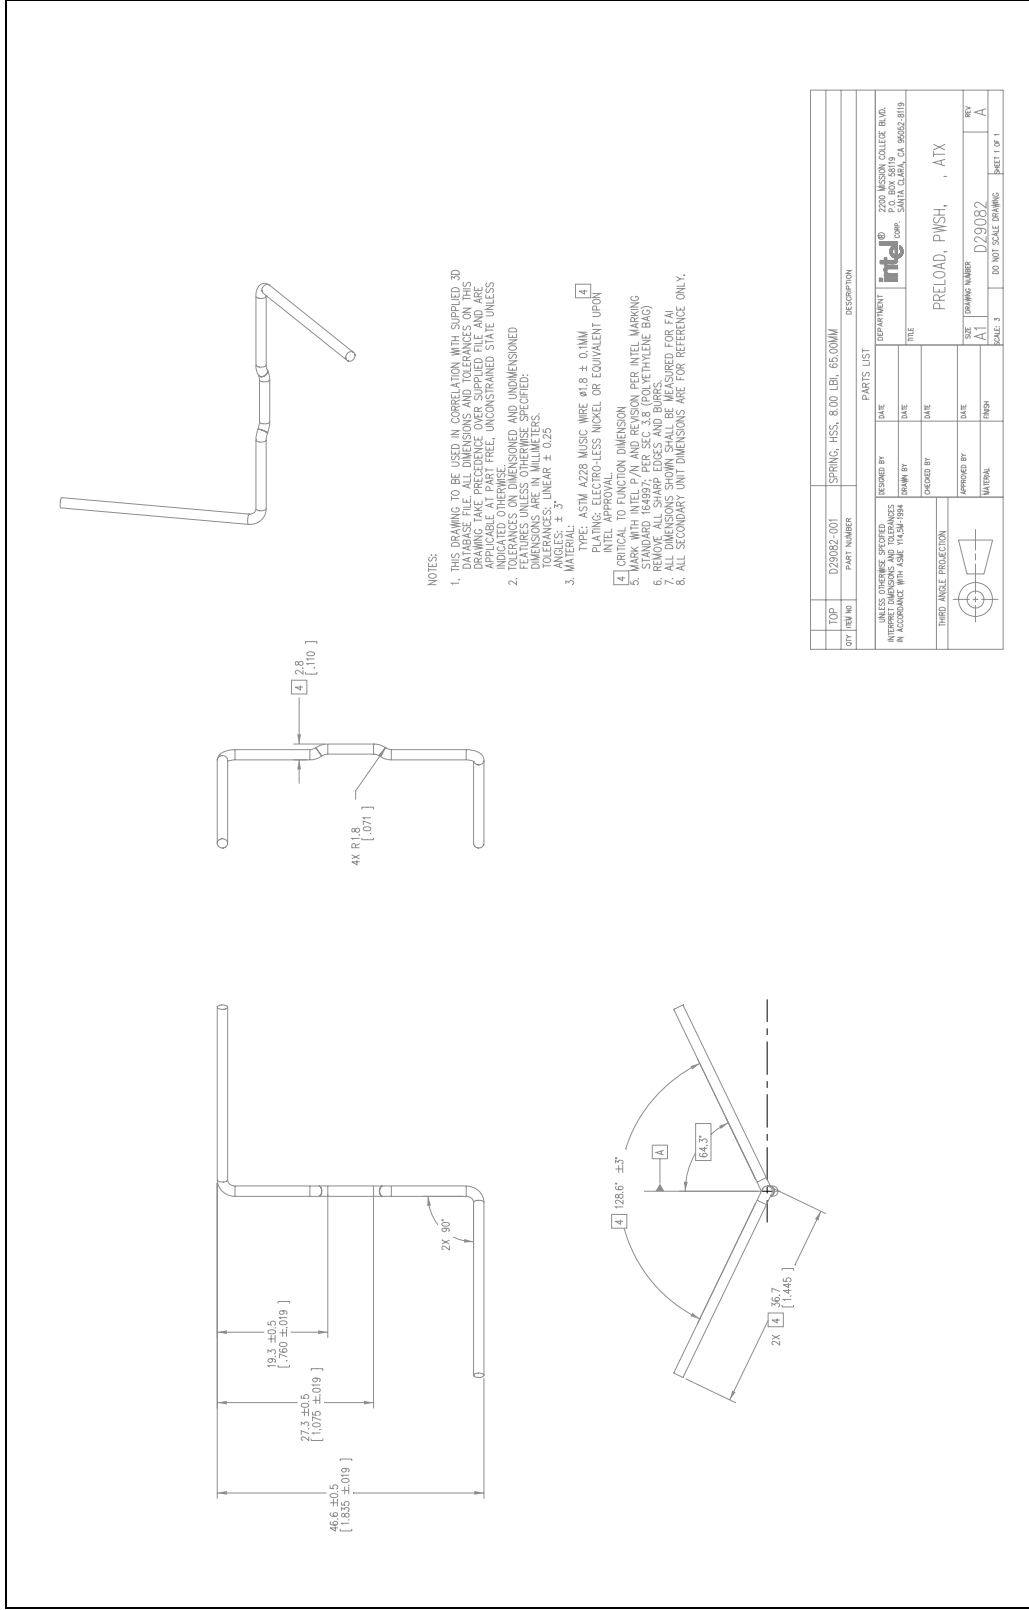 46.6 ±0.5
[ 1.835 ±.019 ]
27.3 ±0.5
[ 1.075 ±.019 ]
19.3 ±0.5
[ .760 ±.019 ]
2X 90°
4X R1.8
[ .071 ]
4 2.8
[ .110 ]
2X 4 36.7
[ 1.445 ]
4 128.6° ±3°
A
64.3°
NOTES:
1. THIS DRAWING TO BE USED IN CORRELATION WITH SUPPLIED 3D
DATABASE FILE. ALL DIMENSIONS AND TOLERANCES ON THIS
DRAWING TAKE PRECEDENCE OVER SUPPLIED FILE AND ARE
APPLICABLE AT PART FREE, UNCONSTRAINED STATE UNLESS
INDICATED OTHERWISE.
2. TOLERANCES ON DIMENSIONED AND UNDIMENSIONED
FEATURES UNLESS OTHERWISE SPECIFIED:
DIMENSIONS ARE IN MILLIMETERS.
TOLERANCES: LINEAR ± 0.25
ANGLES: ± 3°
3. MATERIAL:
TYPE: ASTM A228 MUSIC WIRE ø1.8 ± 0.1MM 4
PLATING: ELECTRO-LESS NICKEL OR EQUIVALENT UPON
INTEL APPROVAL.
4 CRITICAL TO FUNCTION DIMENSION
5. MARK WITH INTEL P/N AND REVISION PER INTEL MARKING
STANDARD 164997; PER SEC 3.8 (POLYETHYLENE BAG)
6. REMOVE ALL SHARP EDGES AND BURRS.
7. ALL DIMENSIONS SHOWN SHALL BE MEASURED FOR FAI
8. ALL SECONDARY UNIT DIMENSIONS ARE FOR REFERENCE ONLY.
TOP D29082-001 SPRING, HSS, 8.00 LBI, 65.00MM
QTY ITEM NO PART NUMBER DESCRIPTION
PARTS LIST
UNLESS OTHERWISE SPECIFIED
INTERPRET DIMENSIONS AND TOLERANCES
IN ACCORDANCE WITH ASME Y14.5M-1994
THIRD ANGLE PROJECTION
DESIGNED BY DATE
DRAWN BY DATE
CHECKED BY DATE
APPROVED BY DATE
MATERIAL FINISH
DEPARTMENT
intel® CORP.
2200 MISSION COLLEGE BLVD.
P.O. BOX 58119
SANTA CLARA, CA 95052-8119
TITLE
PRELOAD, PWSH, , ATX
SIZE DRAWING NUMBER REV
A1 D29082 A
SCALE: 3 DO NOT SCALE DRAWING SHEET 1 OF 1